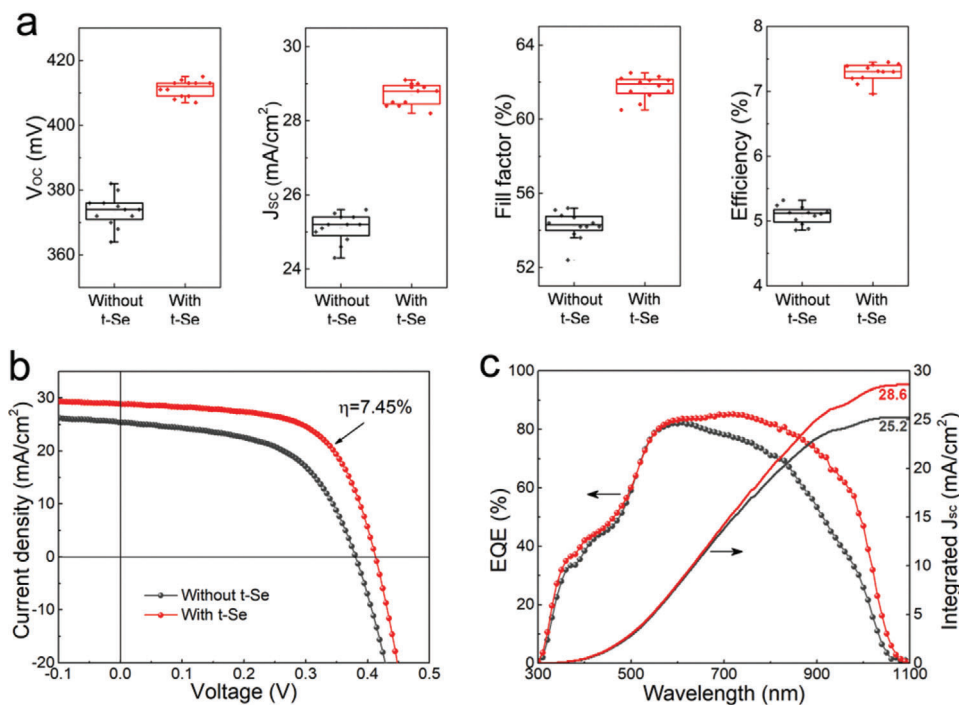 a
V_OC (mV)
420
400
380
360
Without t-Se
With t-Se
J_SC (mA/cm²)
30
28
26
24
Without t-Se
With t-Se
Fill factor (%)
64
60
56
52
Without t-Se
With t-Se
Efficiency (%)
8
7
6
5
4
Without t-Se
With t-Se
b
Current density (mA/cm²)
40
30
20
10
0
-10
-20
η=7.45%
Without t-Se
With t-Se
-0.1
0.0
0.1
0.2
0.3
0.4
0.5
Voltage (V)
c
EQE (%)
100
80
60
40
20
0
28.6
25.2
30
25
20
15
10
5
0
Integrated J_sc (mA/cm²)
300
500
700
900
1100
Wavelength (nm)